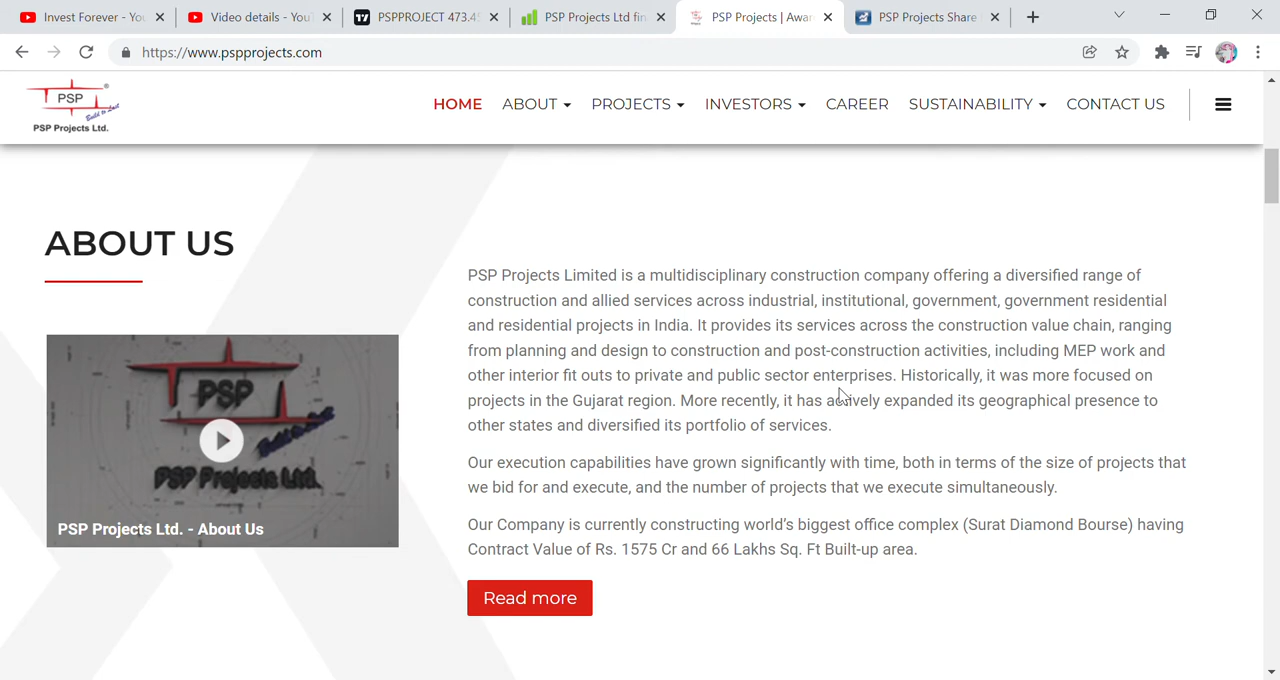 Invest Forever - You
Video details - YouT
PSPPROJECT 473.4
PSP Projects Ltd fin
PSP Projects | Awar
PSP Projects Share
https://www.pspprojects.com
PSP
®
Build to Last
PSP Projects Ltd.
HOME
ABOUT
PROJECTS
INVESTORS
CAREER
SUSTAINABILITY
CONTACT US
ABOUT US
PSP
Build to Last
PSP Projects Ltd.
PSP Projects Ltd. - About Us
PSP Projects Limited is a multidisciplinary construction company offering a diversified range of
construction and allied services across industrial, institutional, government, government residential
and residential projects in India. It provides its services across the construction value chain, ranging
from planning and design to construction and post-construction activities, including MEP work and
other interior fit outs to private and public sector enterprises. Historically, it was more focused on
projects in the Gujarat region. More recently, it has actively expanded its geographical presence to
other states and diversified its portfolio of services.
Our execution capabilities have grown significantly with time, both in terms of the size of projects that
we bid for and execute, and the number of projects that we execute simultaneously.
Our Company is currently constructing world's biggest office complex (Surat Diamond Bourse) having
Contract Value of Rs. 1575 Cr and 66 Lakhs Sq. Ft Built-up area.
Read more